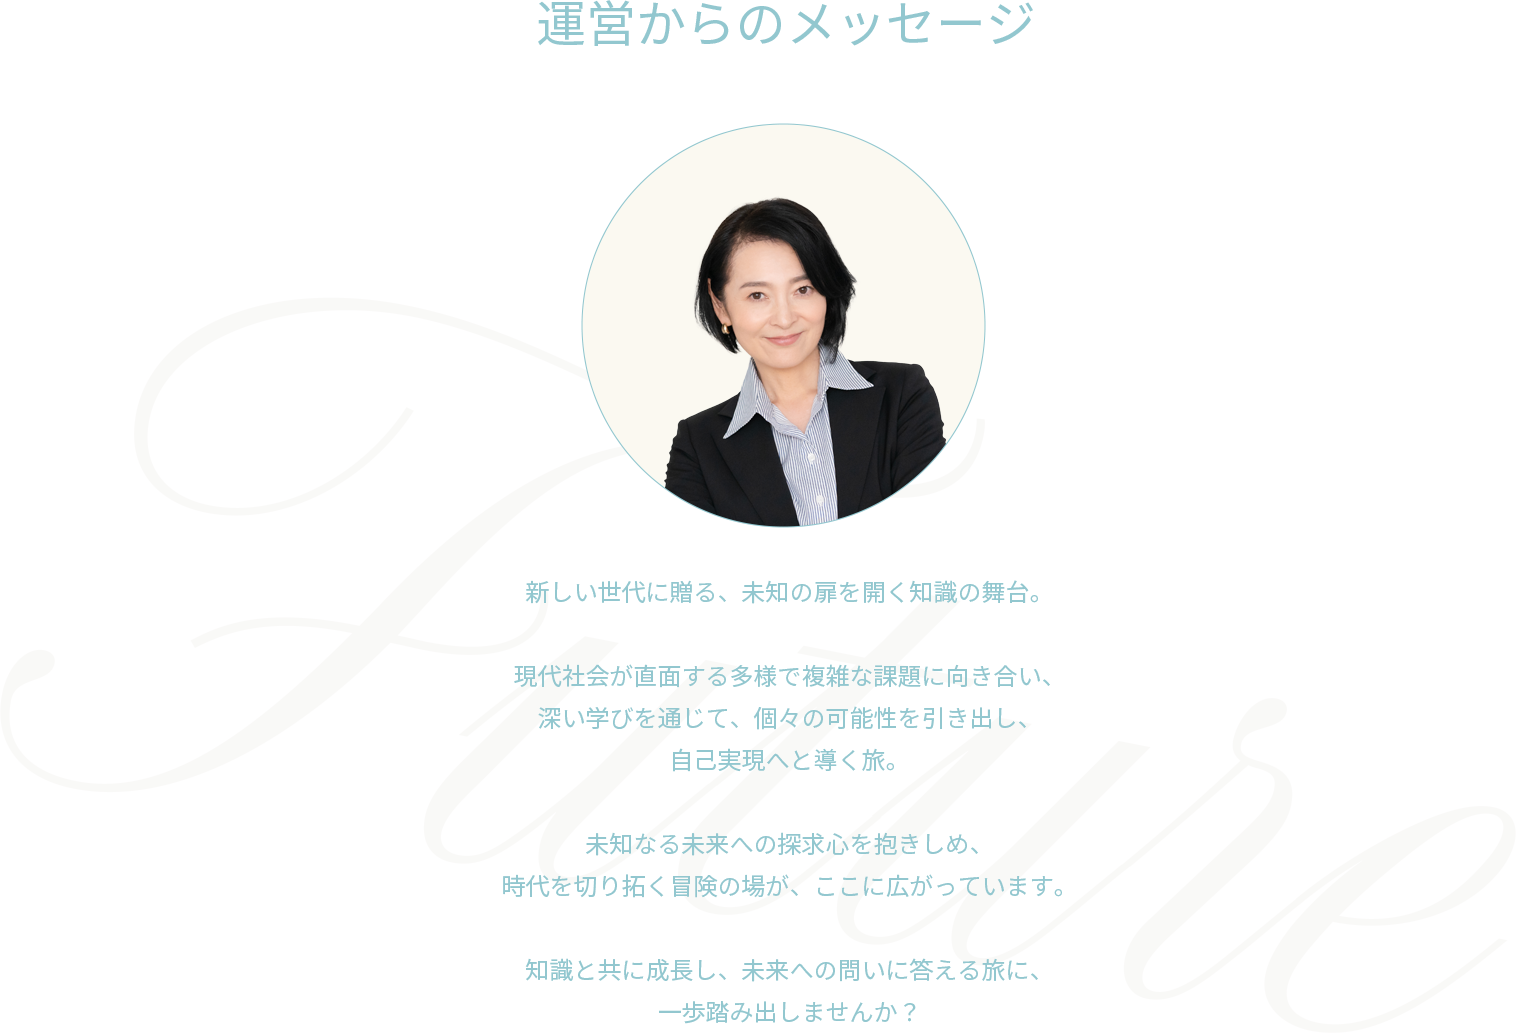 運営からのメッセージ
Future
新しい世代に贈る、未知の扉を開く知識の舞台。
現代社会が直面する多様で複雑な課題に向き合い、
深い学びを通じて、個々の可能性を引き出し、
自己実現へと導く旅。
未知なる未来への探求心を抱きしめ、
時代を切り拓く冒険の場が、ここに広がっています。
知識と共に成長し、未来への問いに答える旅に、
一歩踏み出しませんか？